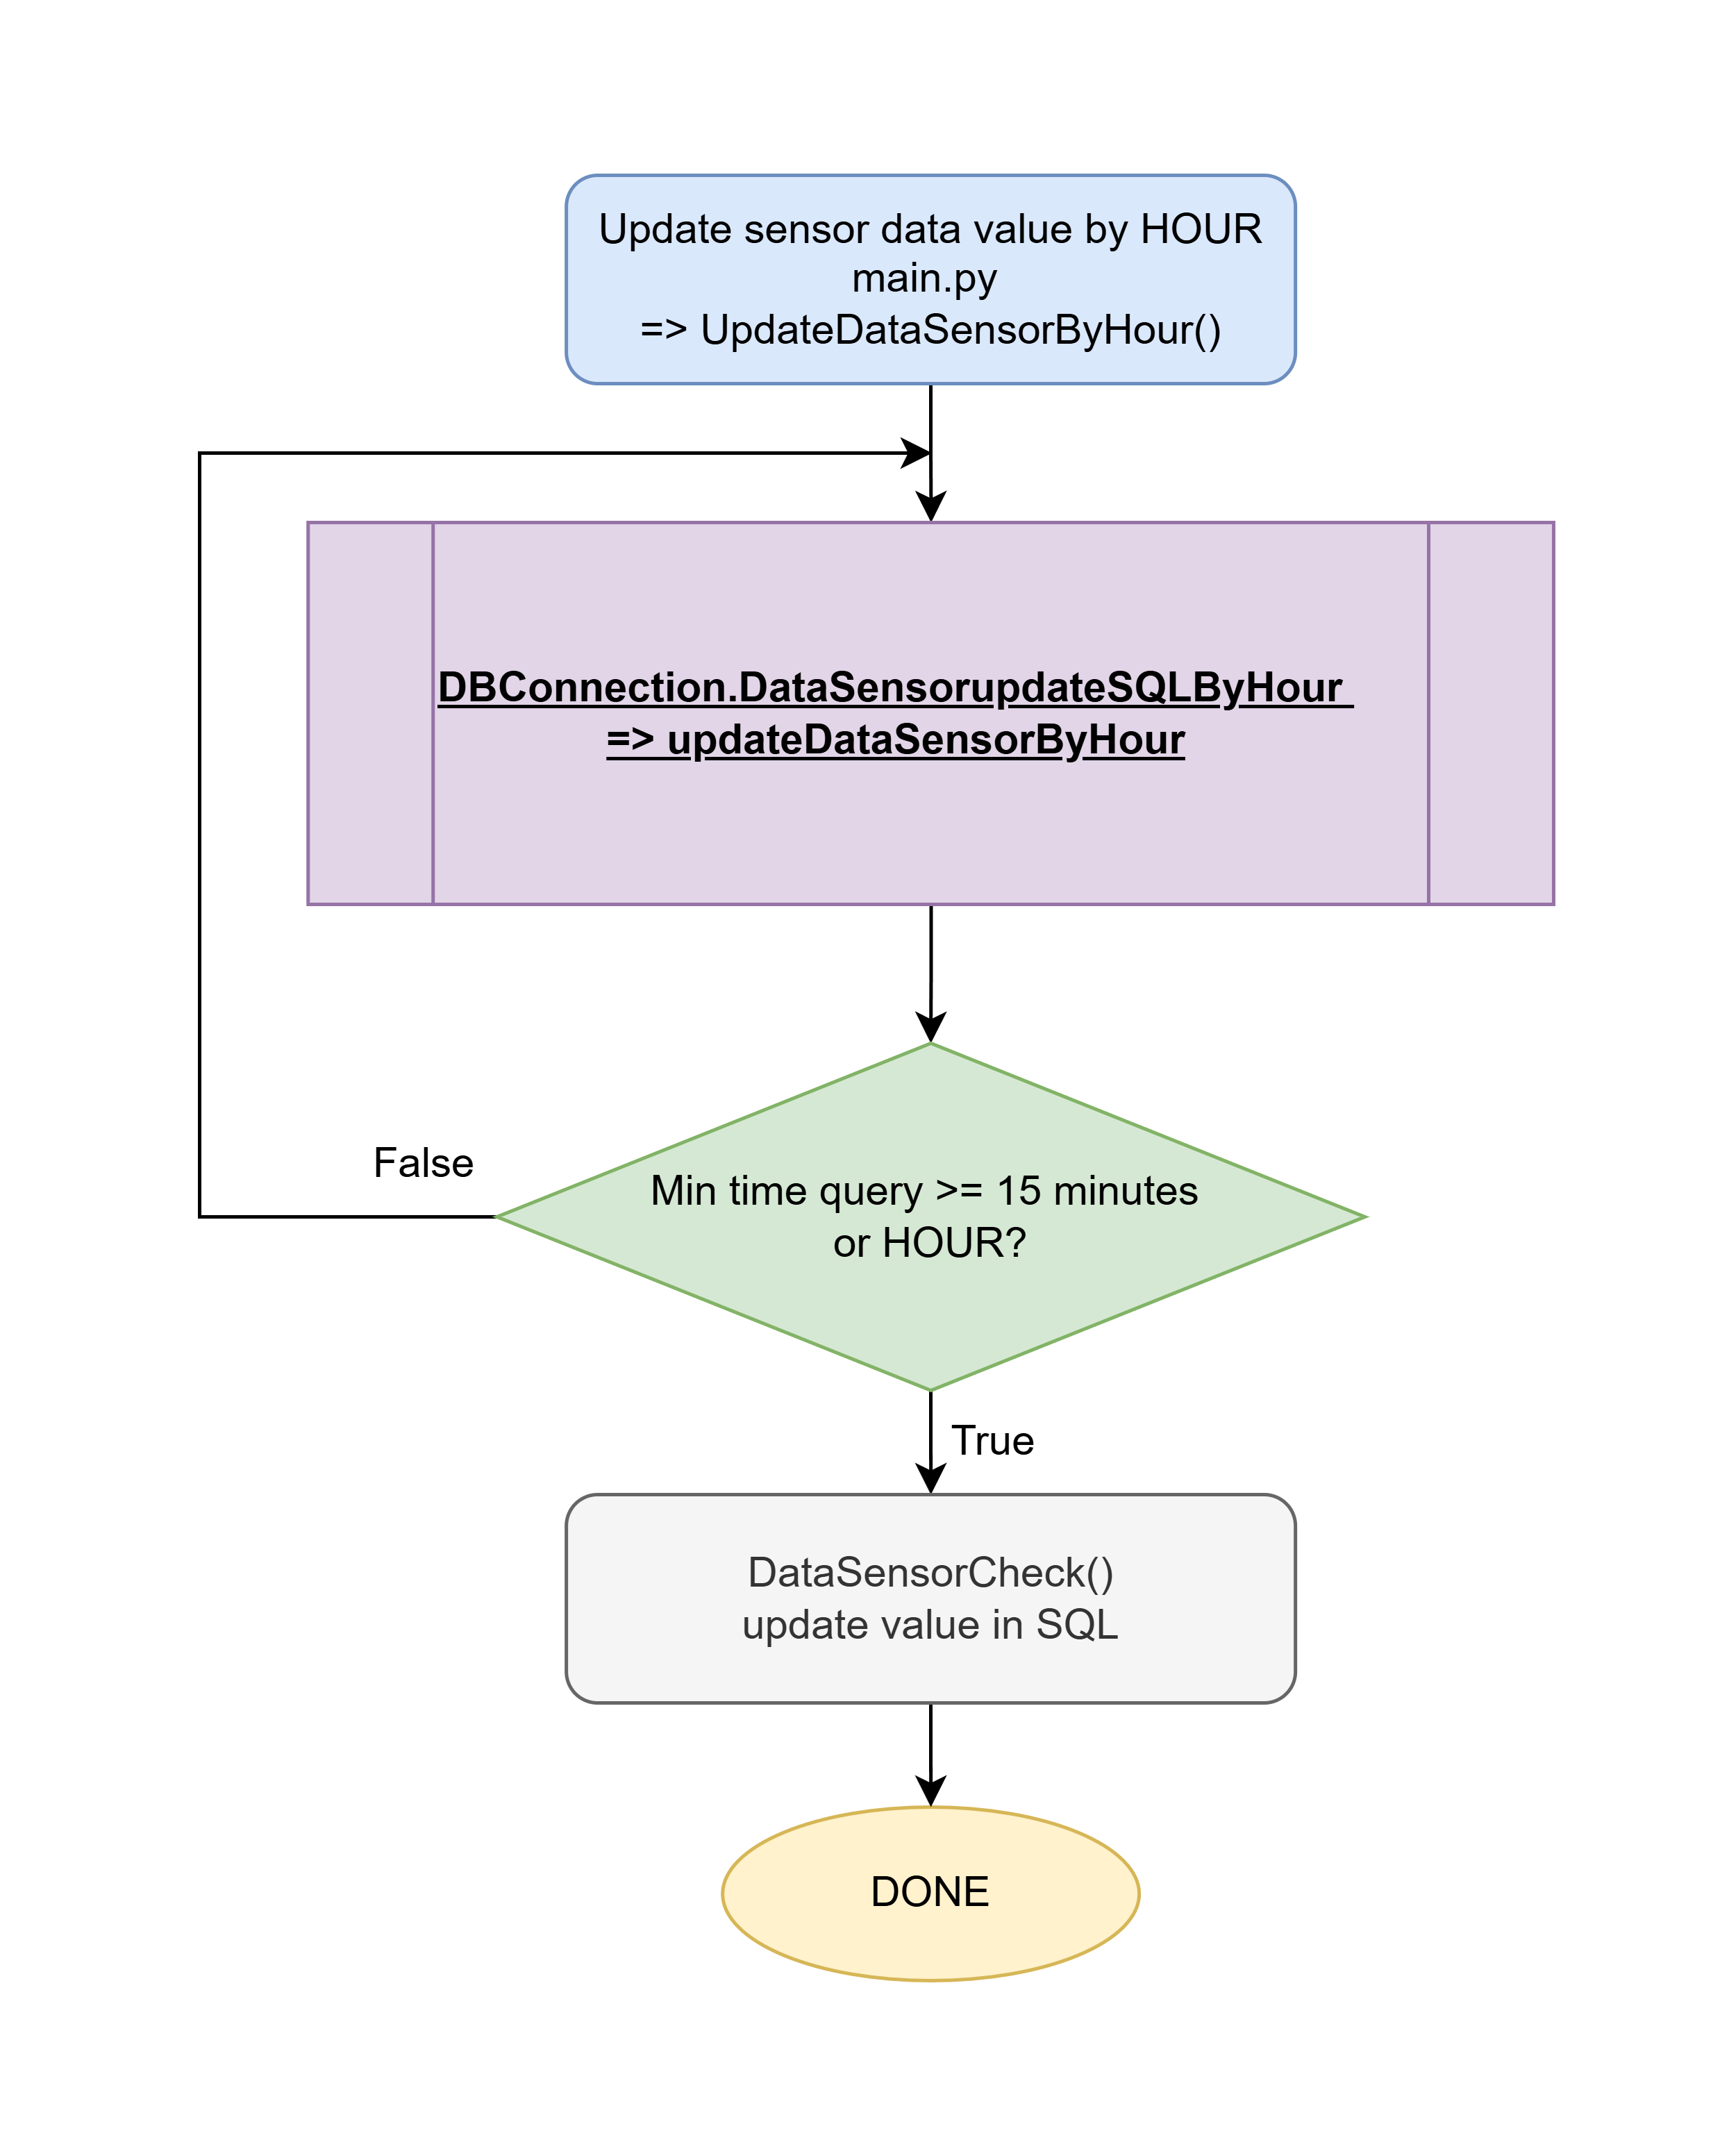 Update sensor data value by HOUR
main.py
=> UpdateDataSensorByHour()
DBConnection.DataSensorupdateSQLByHour
=> updateDataSensorByHour
False
Min time query >= 15 minutes
or HOUR?
True
DataSensorCheck()
update value in SQL
DONE